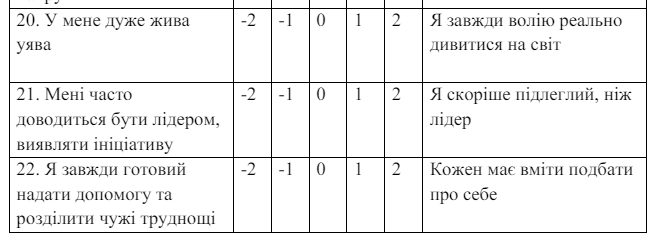 20. У мене дуже жива -2 -1 0 1 2 Я завжди волію реально
уява дивитися на світ
21. Мені часто -2 -1 0 1 2 Я скоріше підлеглий, ніж
доводиться бути лідером, лідер
виявляти ініціативу
22. Я завжди готовий -2 -1 0 1 2 Кожен має вміти подбати
надати допомогу та про себе
розділити чужі труднощі